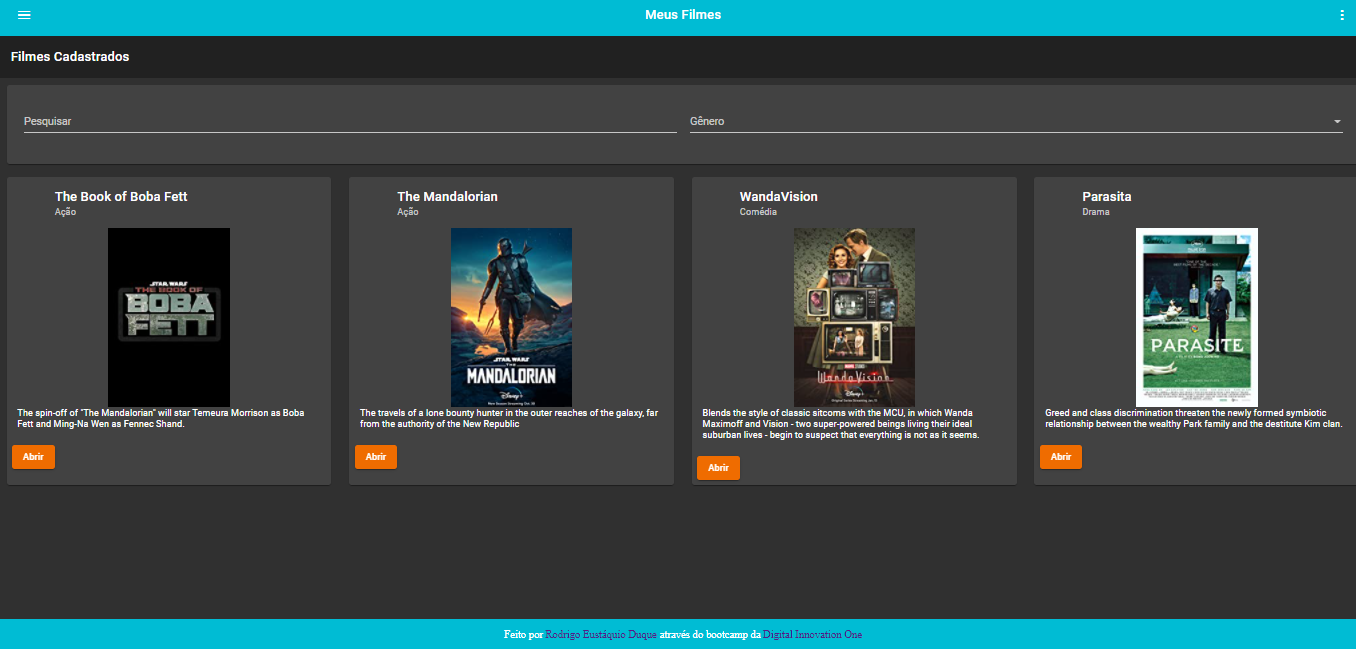 Meus Filmes
Filmes Cadastrados
Pesquisar
Gênero
The Book of Boba Fett
Ação
STAR WARS
THE BOOK OF
BOBA
FETT
The spin-off of "The Mandalorian" will star Temeura Morrison as Boba
Fett and Ming-Na Wen as Fennec Shand.
Abrir
The Mandalorian
Ação
STAR WARS
THE
MANDALORIAN
Disney+
The travels of a lone bounty hunter in the outer reaches of the galaxy, far
from the authority of the New Republic
Abrir
WandaVision
Comédia
MARVEL STUDIOS
WandaVision
Disney+
Blends the style of classic sitcoms with the MCU, in which Wanda
Maximoff and Vision - two super-powered beings living their ideal
suburban lives - begin to suspect that everything is not as it seems.
Abrir
Parasita
Drama
PARASITE
Greed and class discrimination threaten the newly formed symbiotic
relationship between the wealthy Park family and the destitute Kim clan.
Abrir
Feito por Rodrigo Eustáquio Duque através do bootcamp da Digital Innovation One